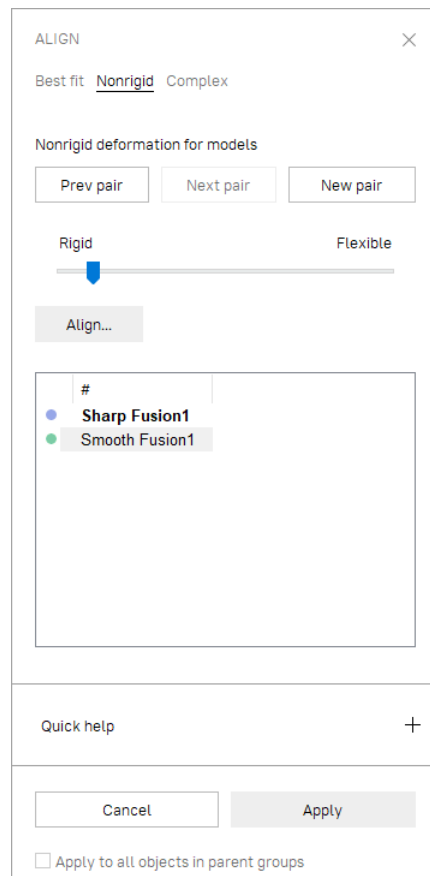 ALIGN
Best fit Nonrigid Complex
Nonrigid deformation for models
Prev pair Next pair New pair
Rigid Flexible
Align...
#
Sharp Fusion1
Smooth Fusion1
Quick help
Cancel Apply
Apply to all objects in parent groups